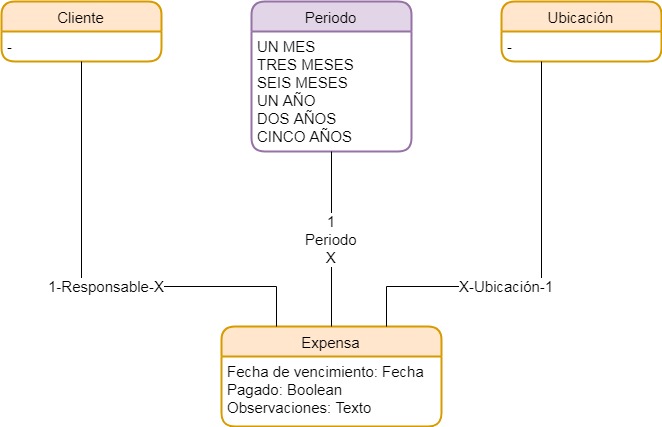 Cliente
-
Periodo
UN MES
TRES MESES
SEIS MESES
UN AÑO
DOS AÑOS
CINCO AÑOS
Ubicación
-
1-Responsable-X
1
Periodo
X
X-Ubicación-1
Expensa
Fecha de vencimiento: Fecha
Pagado: Boolean
Observaciones: Texto